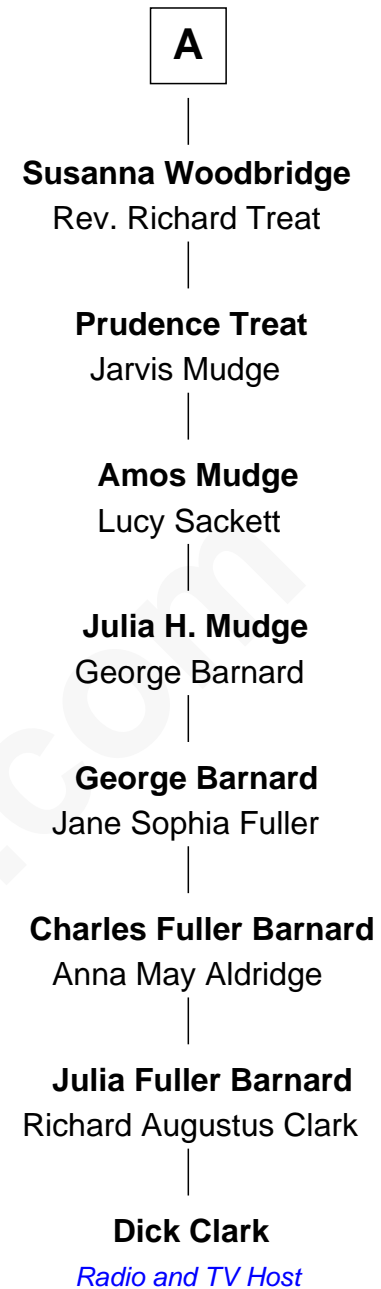 A
Susanna Woodbridge
Rev. Richard Treat
Prudence Treat
Jarvis Mudge
Amos Mudge
Lucy Sackett
Julia H. Mudge
George Barnard
George Barnard
Jane Sophia Fuller
Charles Fuller Barnard
Anna May Aldridge
Julia Fuller Barnard
Richard Augustus Clark
Dick Clark
Radio and TV Host
.com